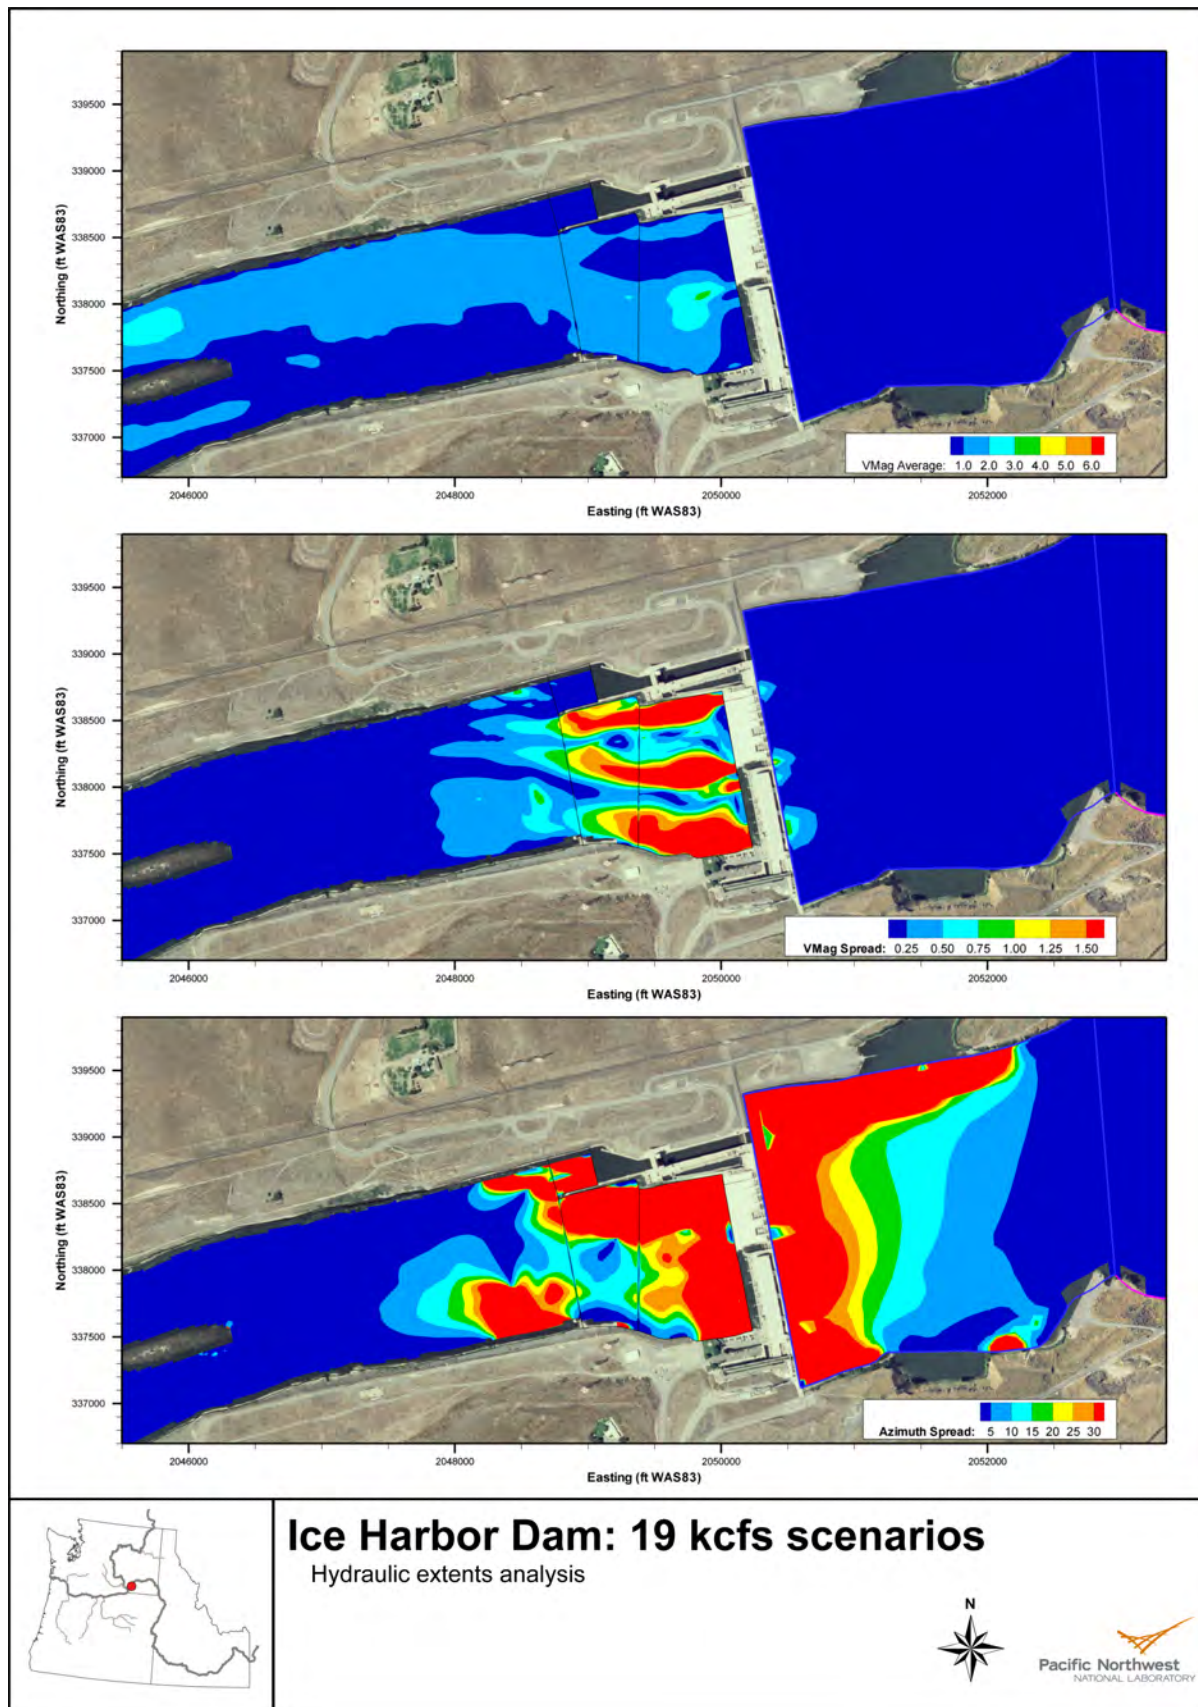 339500
339000
338500
338000
337500
337000
Northing (ft WAS83)
VMag Average: 1.0 2.0 3.0 4.0 5.0 6.0
2046000 2048000 2050000 2052000
Easting (ft WAS83)
339500
339000
338500
338000
337500
337000
Northing (ft WAS83)
VMag Spread: 0.25 0.50 0.75 1.00 1.25 1.50
2046000 2048000 2050000 2052000
Easting (ft WAS83)
339500
339000
338500
338000
337500
337000
Northing (ft WAS83)
Azimuth Spread: 5 10 15 20 25 30
2046000 2048000 2050000 2052000
Easting (ft WAS83)
Ice Harbor Dam: 19 kcfs scenarios
Hydraulic extents analysis
N
Pacific Northwest
NATIONAL LABORATORY